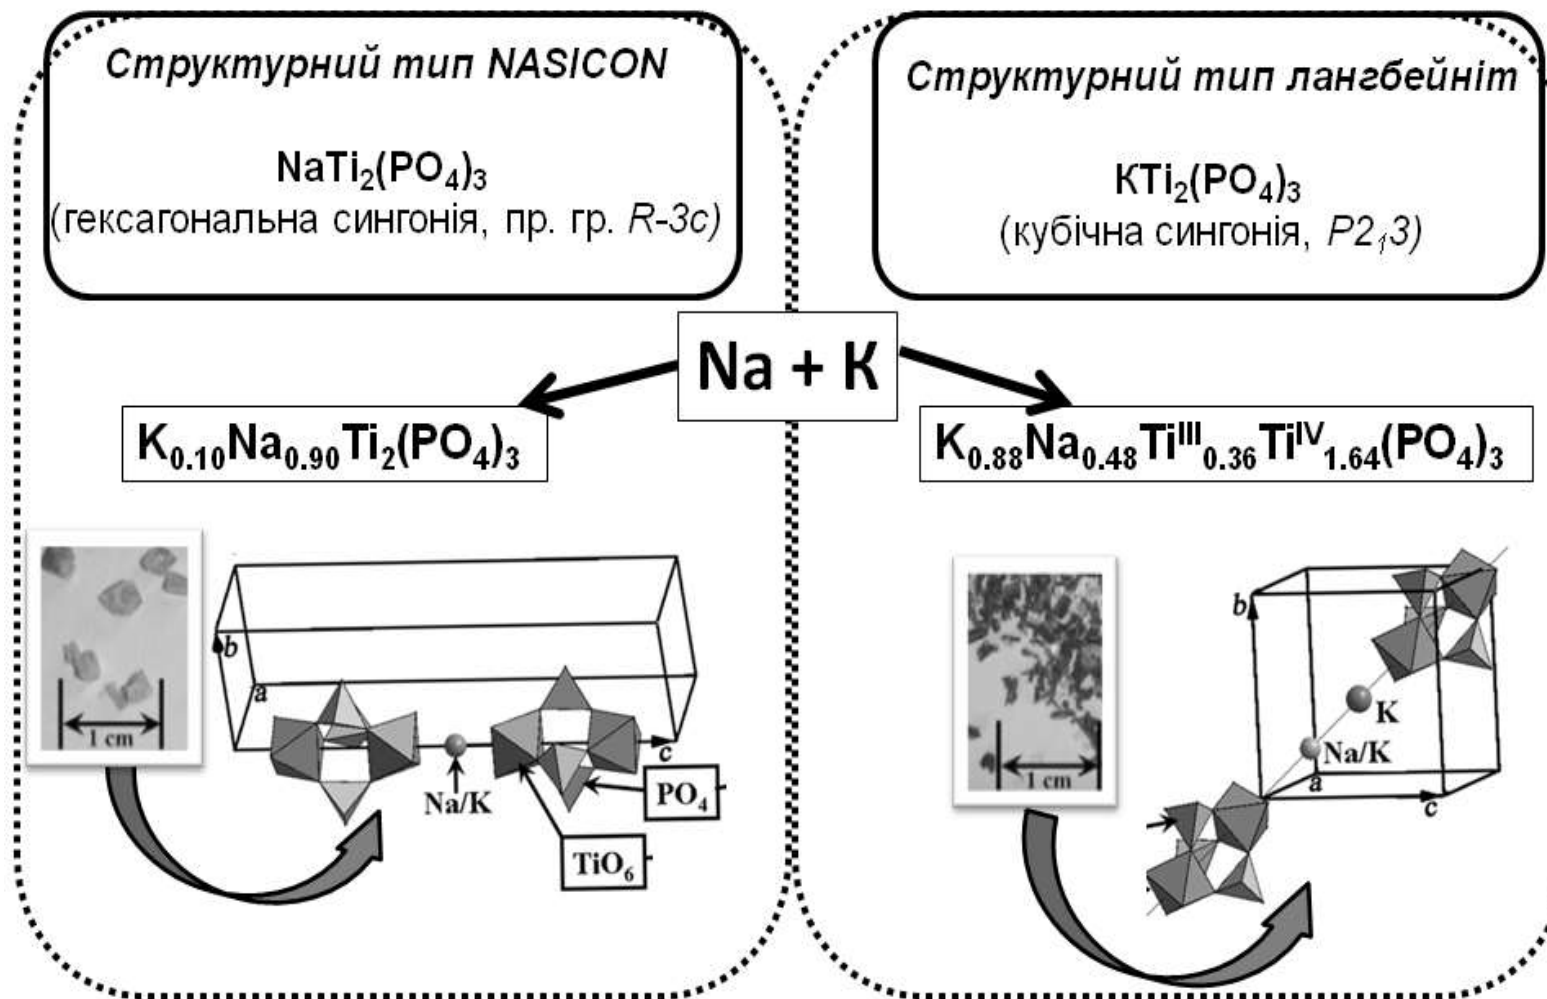 Структурний тип NASICON
NaTi₂(PO₄)₃
(гексагональна сингонія, пр. гр. R-3c)
Структурний тип лангбейніт
КTi₂(PO₄)₃
(кубічна сингонія, P2₁3)
Na + К
K₀.₁₀Na₀.₉₀Ti₂(PO₄)₃
K₀.₈₈Na₀.₄₈Tiᴵᴵᴵ₀.₃₆Tiᴵⱽ₁.₆₄(PO₄)₃
1 cm
b
a
c
Na/K
PO₄
TiO₆
1 cm
b
K
Na/K
a
c